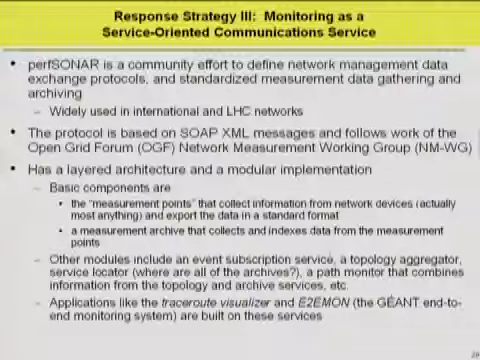 Response Strategy III: Monitoring as a
Service-Oriented Communications Service
• perfSONAR is a community effort to define network management data
exchange protocols, and standardized measurement data gathering and
archiving
– Widely used in international and LHC networks
• The protocol is based on SOAP XML messages and follows work of the
Open Grid Forum (OGF) Network Measurement Working Group (NM-WG)
• Has a layered architecture and a modular implementation
– Basic components are
• the "measurement points" that collect information from network devices (actually
most anything) and export the data in a standard format
• a measurement archive that collects and indexes data from the measurement
points
– Other modules include an event subscription service, a topology aggregator,
service locator (where are all of the archives?), a path monitor that combines
information from the topology and archive services, etc.
– Applications like the traceroute visualizer and E2EMON (the GÉANT end-to-
end monitoring system) are built on these services